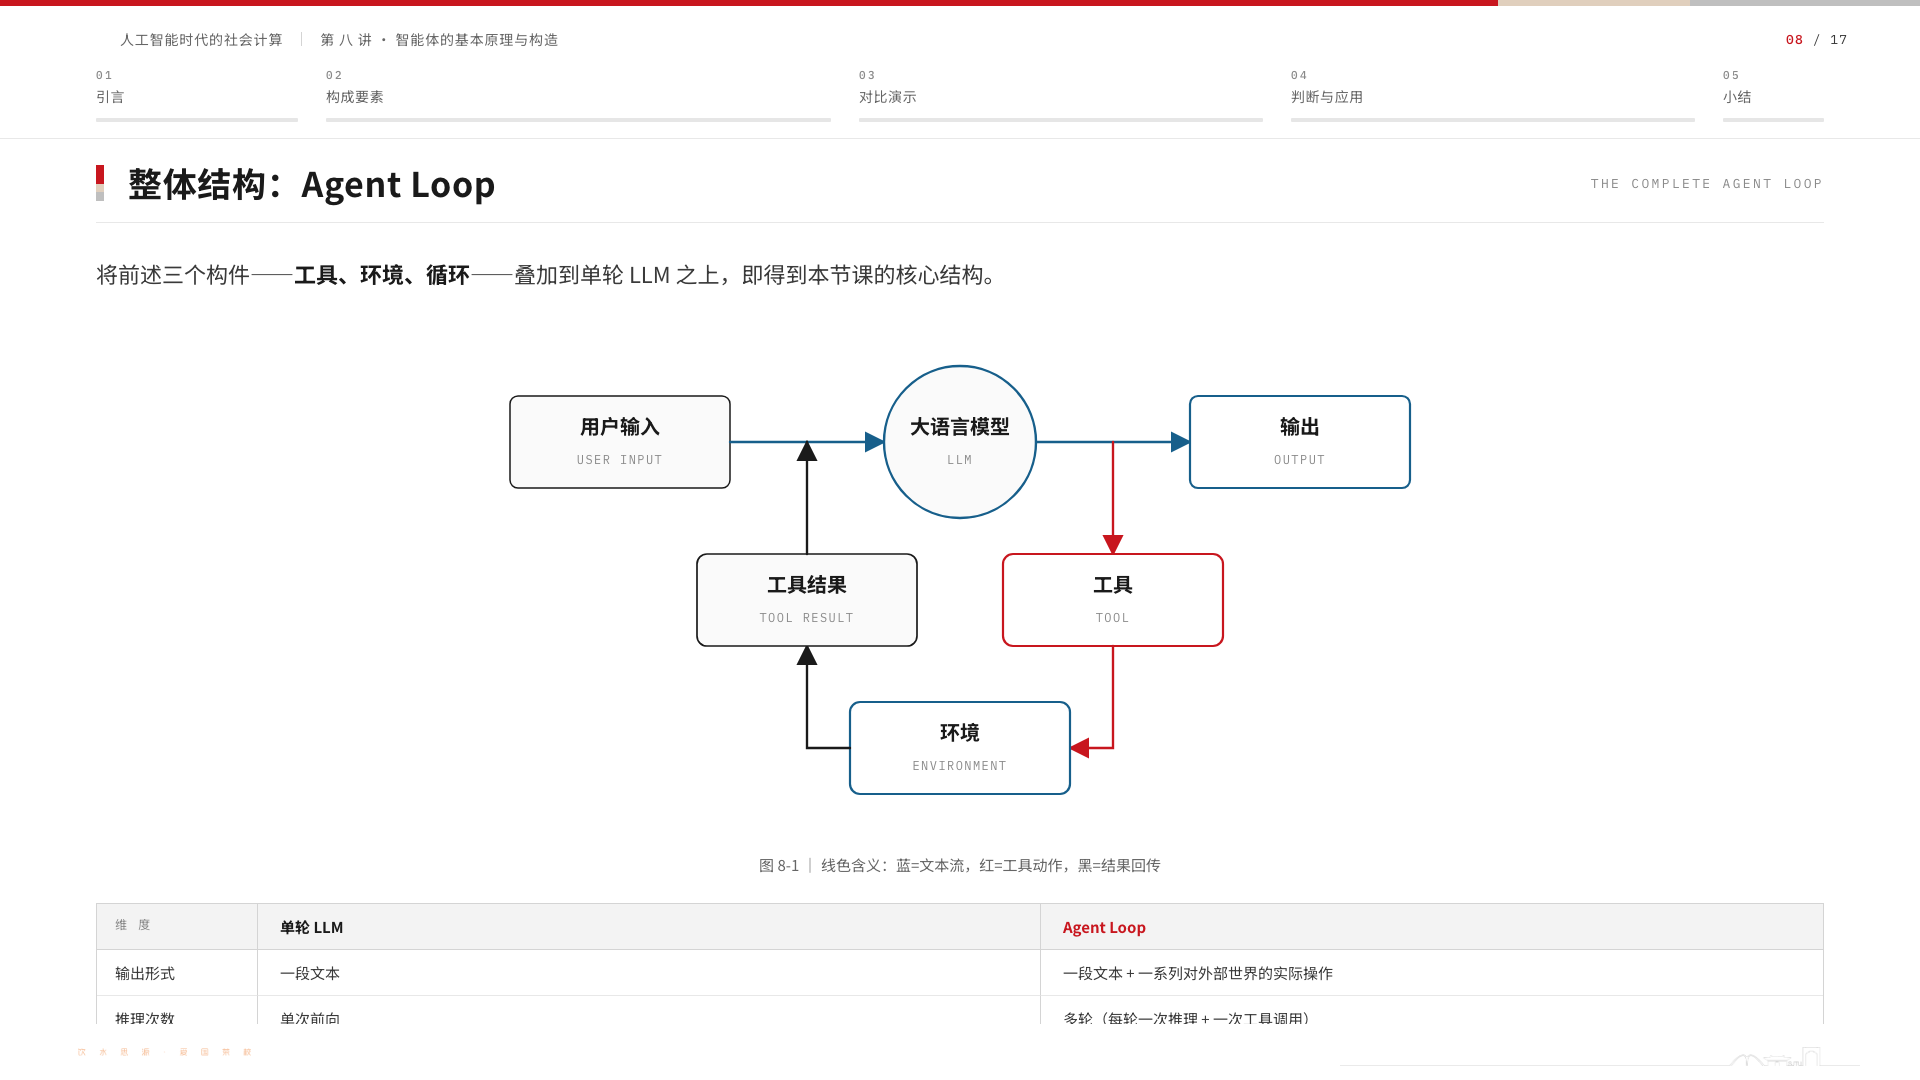 人工智能时代的社会计算 第 八 讲 · 智能体的基本原理与构造
08 / 17
01
引言
02
构成要素
03
对比演示
04
判断与应用
05
小结
整体结构：Agent Loop
THE COMPLETE AGENT LOOP
将前述三个构件——工具、环境、循环——叠加到单轮 LLM 之上，即得到本节课的核心结构。
用户输入
USER INPUT
大语言模型
LLM
输出
OUTPUT
工具结果
TOOL RESULT
工具
TOOL
环境
ENVIRONMENT
图 8-1 ｜ 线色含义：蓝=文本流，红=工具动作，黑=结果回传
维 度 单轮 LLM Agent Loop
输出形式 一段文本 一段文本 + 一系列对外部世界的实际操作
推理次数 单次前向 多轮（每轮一次推理 + 一次工具调用）
饮 水 思 源 · 爱 国 荣 校